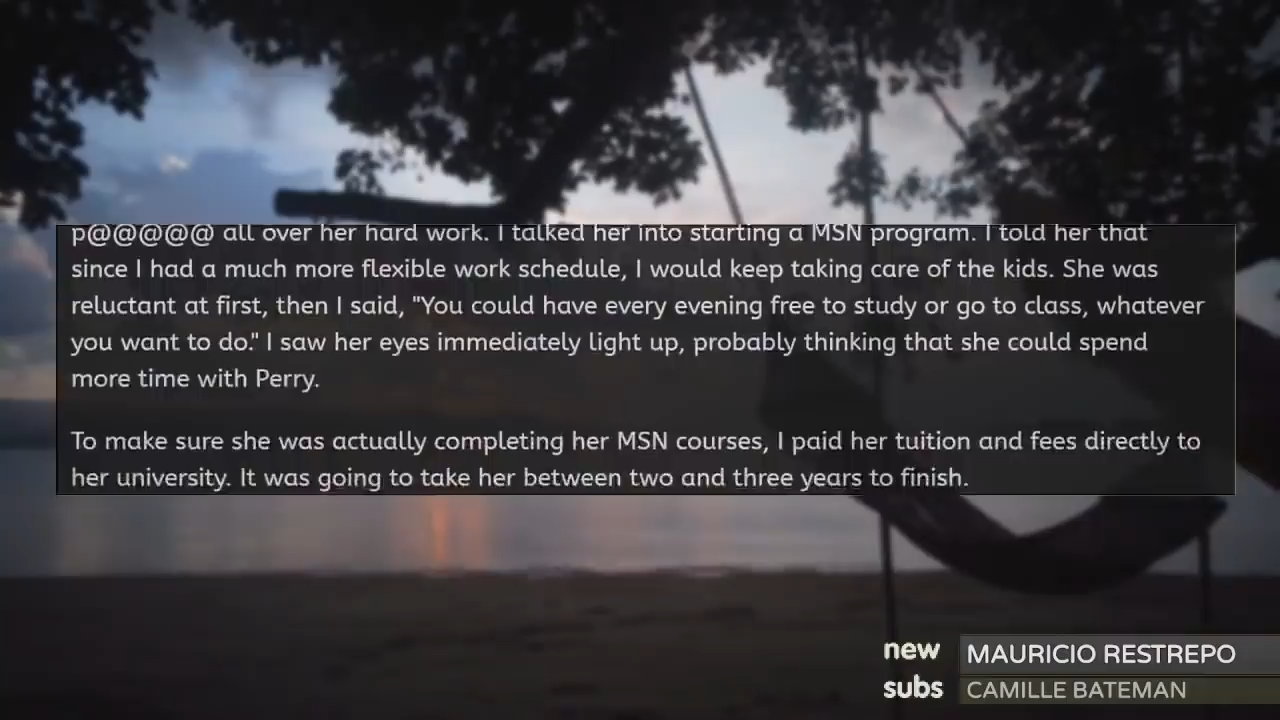 p@@@@@ all over her hard work. I talked her into starting a MSN program. I told her that
since I had a much more flexible work schedule, I would keep taking care of the kids. She was
reluctant at first, then I said, "You could have every evening free to study or go to class, whatever
you want to do." I saw her eyes immediately light up, probably thinking that she could spend
more time with Perry.
To make sure she was actually completing her MSN courses, I paid her tuition and fees directly to
her university. It was going to take her between two and three years to finish.
new
subs
MAURICIO RESTREPO
CAMILLE BATEMAN